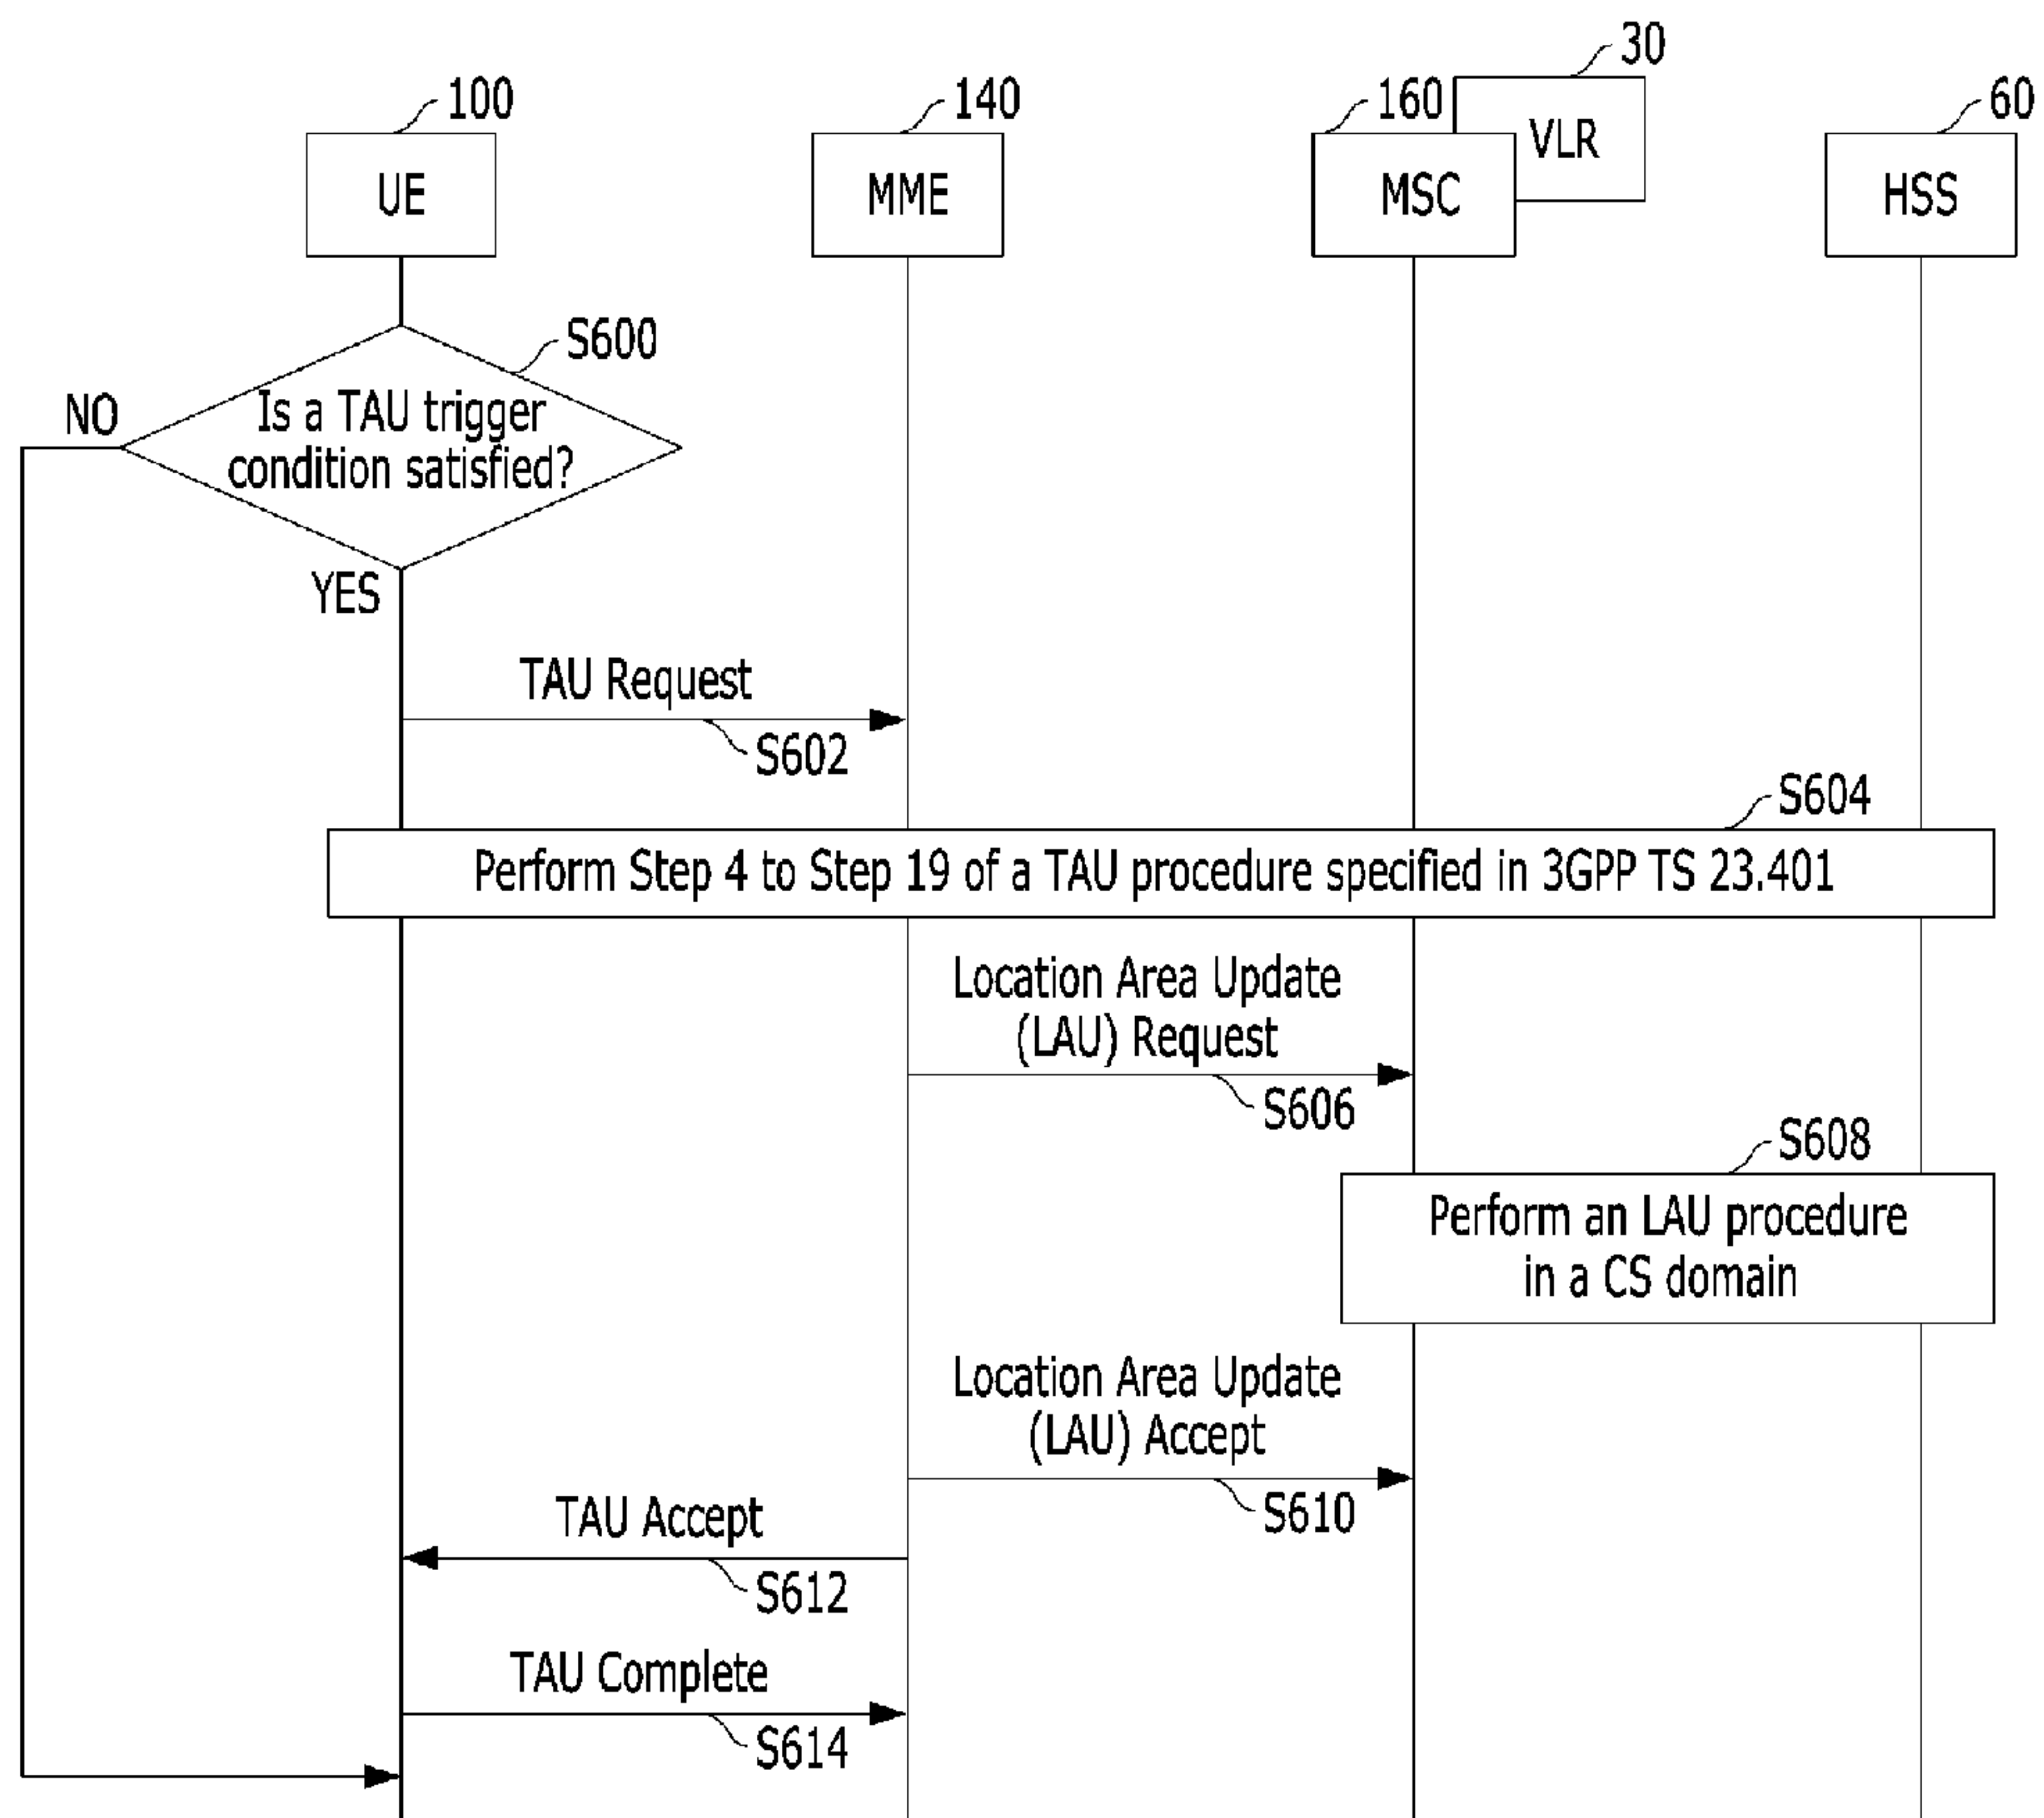 30
100
140
160
60
VLR
UE
MME
MSC
HSS
S600
NO
Is a TAU trigger
condition satisfied?
YES
TAU Request
S602
S604
Perform Step 4 to Step 19 of a TAU procedure specified in 3GPP TS 23.401
Location Area Update
(LAU) Request
S606
S608
Perform an LAU procedure
in a CS domain
Location Area Update
(LAU) Accept
S610
TAU Accept
S612
TAU Complete
S614